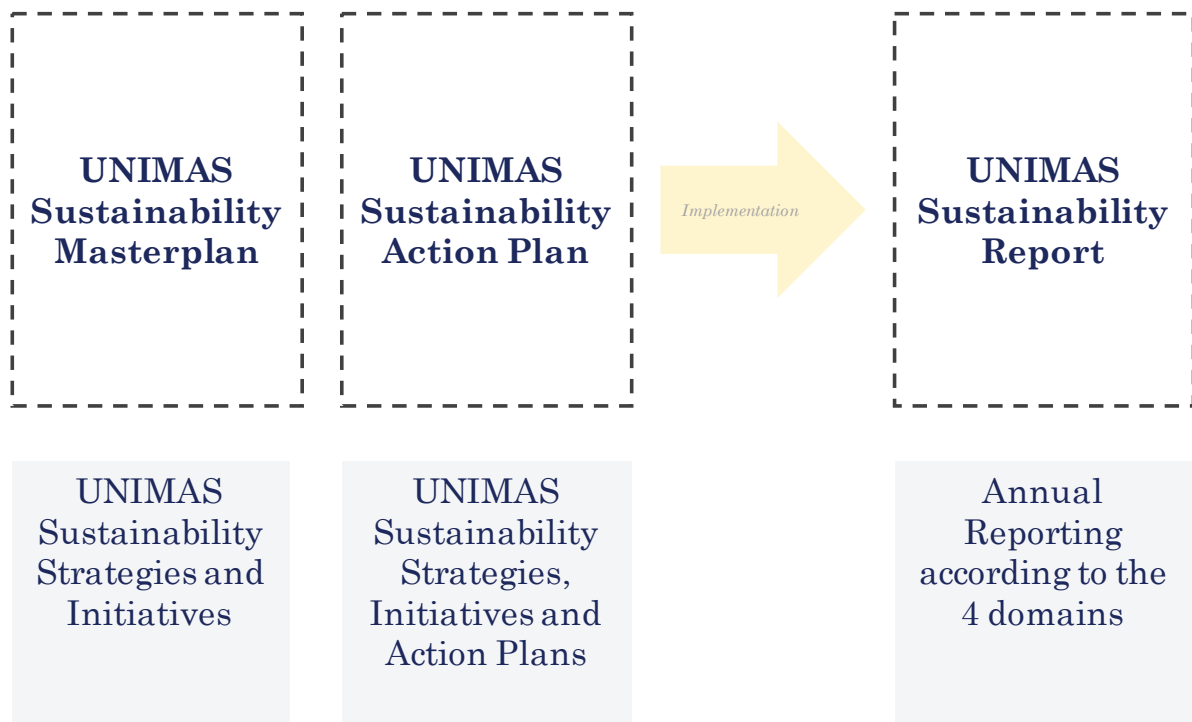 UNIMAS
Sustainability
Masterplan
UNIMAS
Sustainability
Action Plan
Implementation
UNIMAS
Sustainability
Report
UNIMAS
Sustainability
Strategies and
Initiatives
UNIMAS
Sustainability
Strategies,
Initiatives and
Action Plans
Annual
Reporting
according to the
4 domains